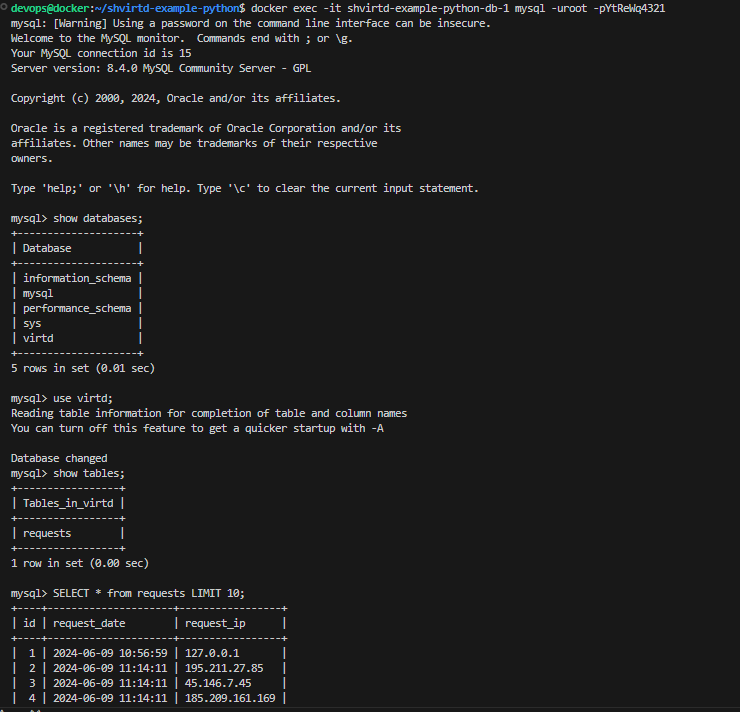 devops@docker:~/shvirtd-example-python$ docker exec -it shvirtd-example-python-db-1 mysql -uroot -pYtReWq4321
mysql: [Warning] Using a password on the command line interface can be insecure.
Welcome to the MySQL monitor.  Commands end with ; or \g.
Your MySQL connection id is 15
Server version: 8.4.0 MySQL Community Server - GPL

Copyright (c) 2000, 2024, Oracle and/or its affiliates.

Oracle is a registered trademark of Oracle Corporation and/or its
affiliates. Other names may be trademarks of their respective
owners.

Type 'help;' or '\h' for help. Type '\c' to clear the current input statement.

mysql> show databases;
+--------------------+
| Database           |
+--------------------+
| information_schema |
| mysql              |
| performance_schema |
| sys                |
| virtd              |
+--------------------+
5 rows in set (0.01 sec)

mysql> use virtd;
Reading table information for completion of table and column names
You can turn off this feature to get a quicker startup with -A

Database changed
mysql> show tables;
+-----------------+
| Tables_in_virtd |
+-----------------+
| requests        |
+-----------------+
1 row in set (0.00 sec)

mysql> SELECT * from requests LIMIT 10;
+----+---------------------+-----------------+
| id | request_date        | request_ip      |
+----+---------------------+-----------------+
|  1 | 2024-06-09 10:56:59 | 127.0.0.1       |
|  2 | 2024-06-09 11:14:11 | 195.211.27.85   |
|  3 | 2024-06-09 11:14:11 | 45.146.7.45     |
|  4 | 2024-06-09 11:14:11 | 185.209.161.169 |